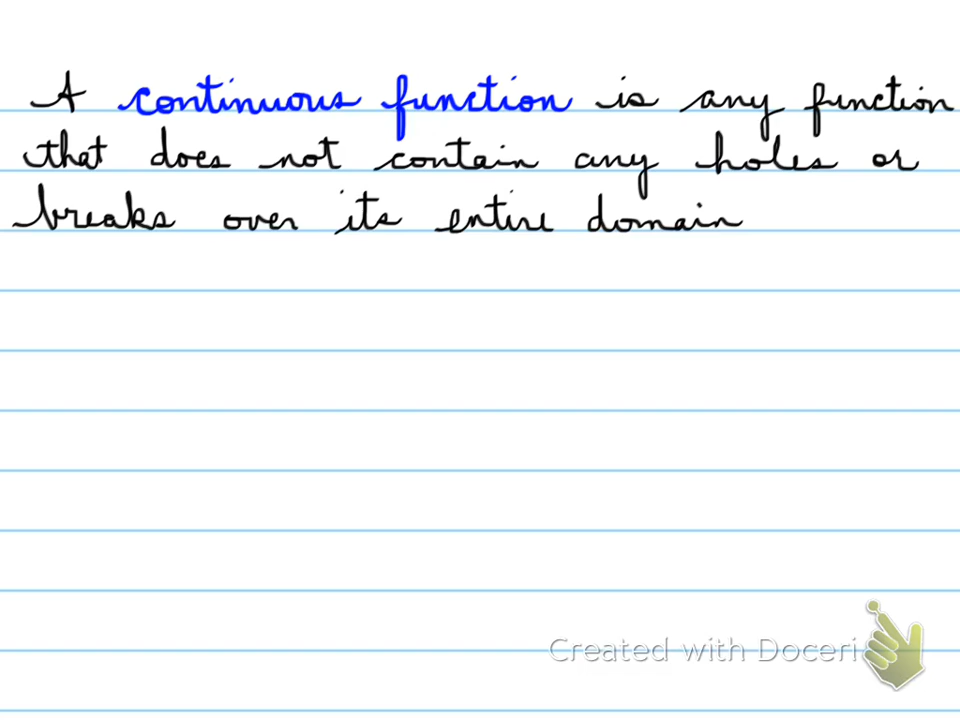 A continuous function is any function
that does not contain any holes or
breaks over its entire domain
Created with Doceri